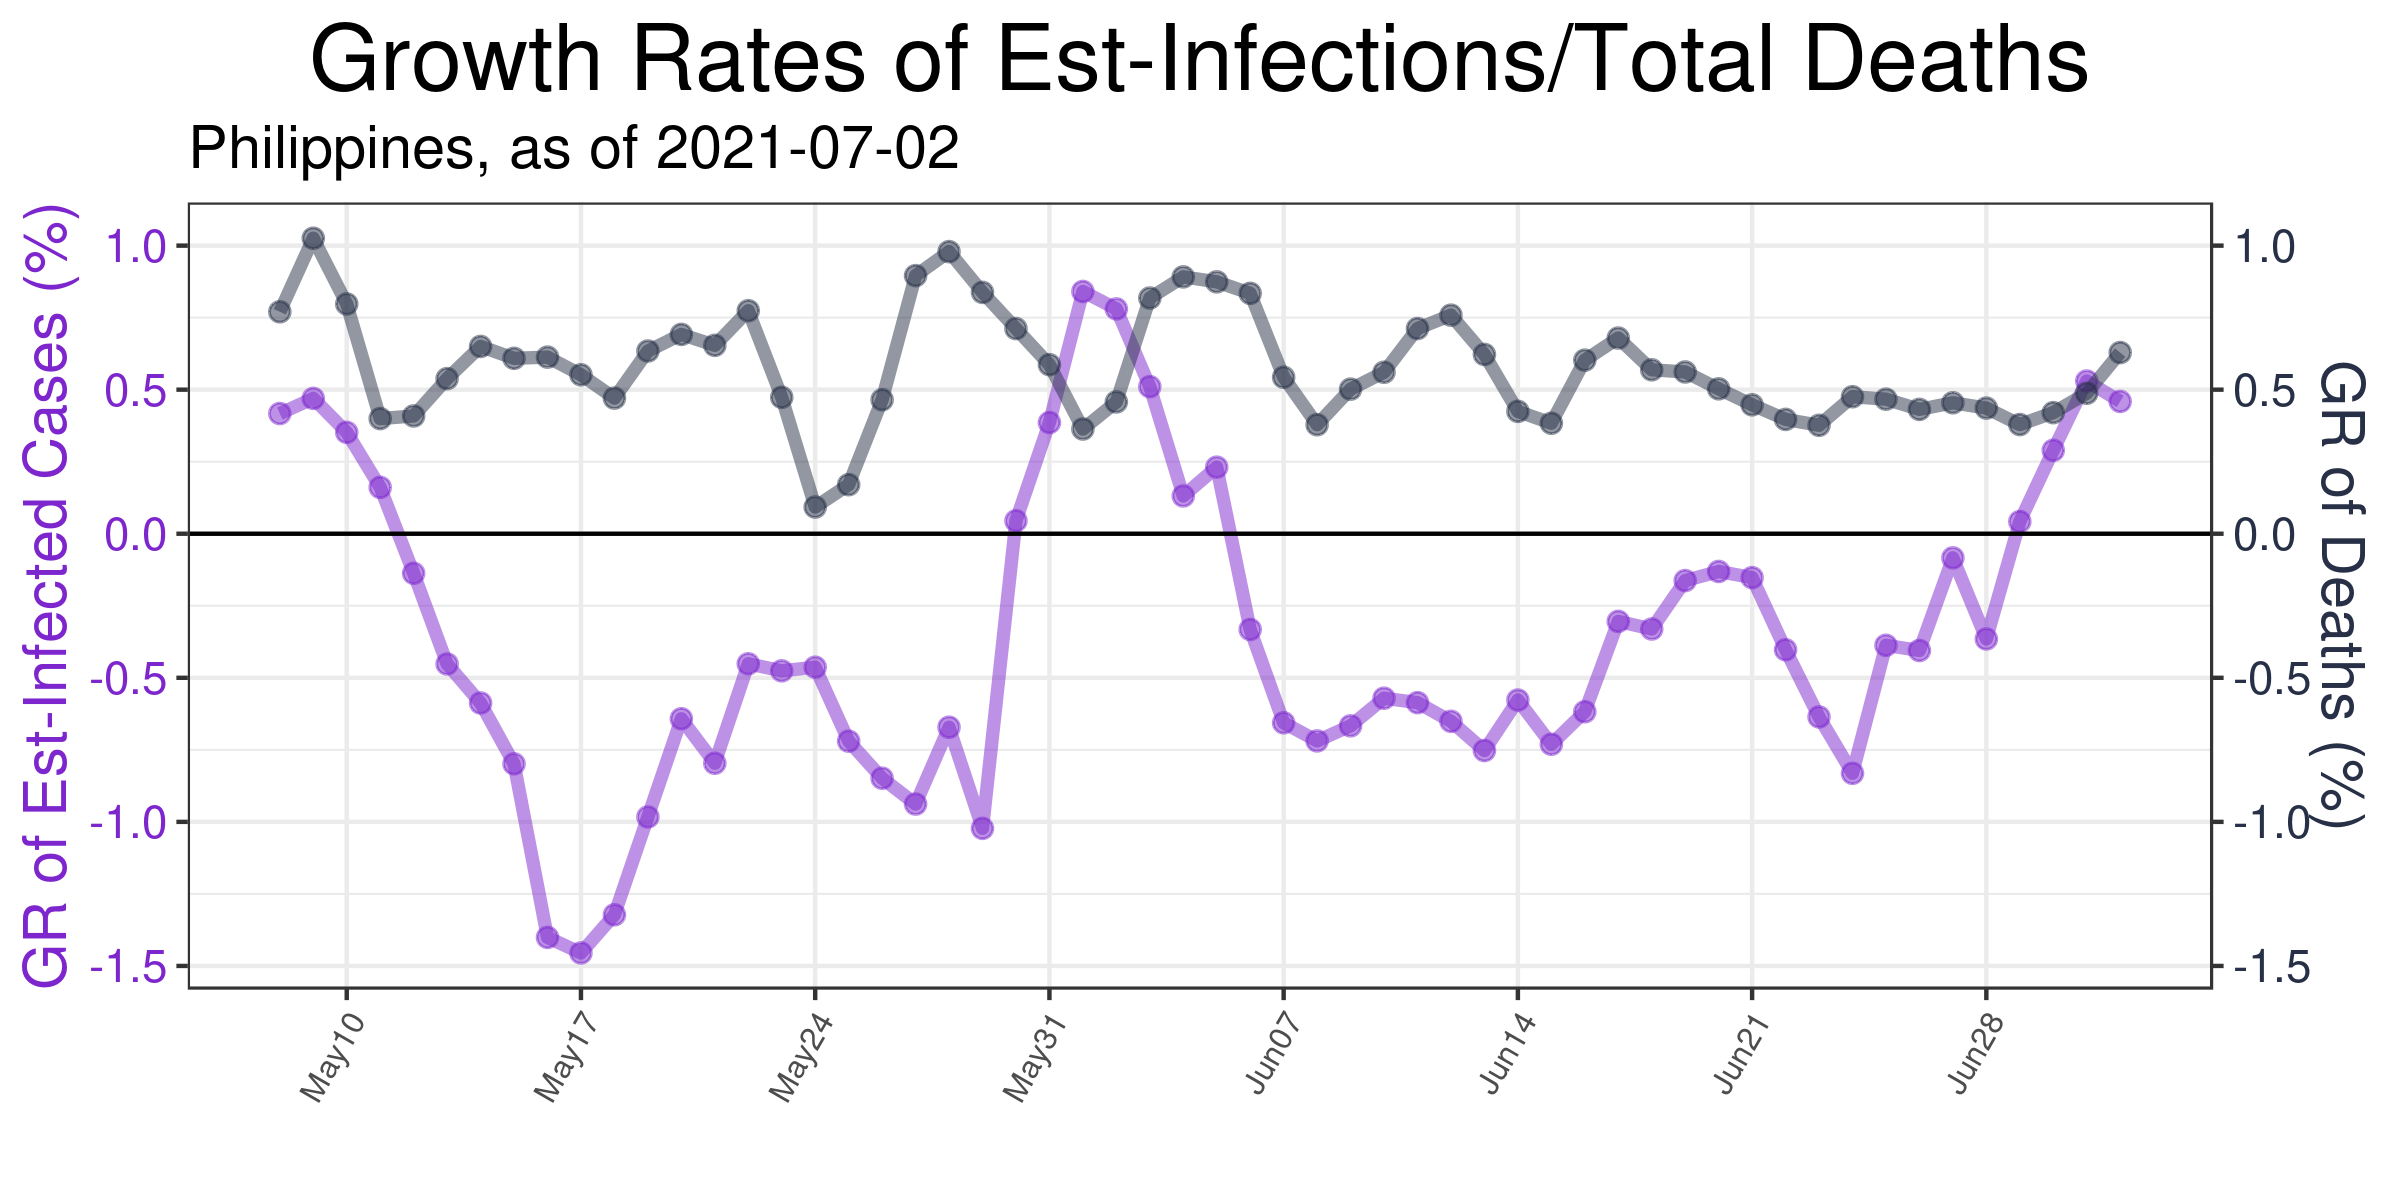 Growth Rates of Est-Infections/Total Deaths
Philippines, as of 2021-07-02
GR of Est-Infected Cases (%)
1.0
0.5
0.0
-0.5
-1.0
-1.5
1.0
0.5
0.0
-0.5
-1.0
-1.5
GR of Deaths (%)
May10
May17
May24
May31
Jun07
Jun14
Jun21
Jun28